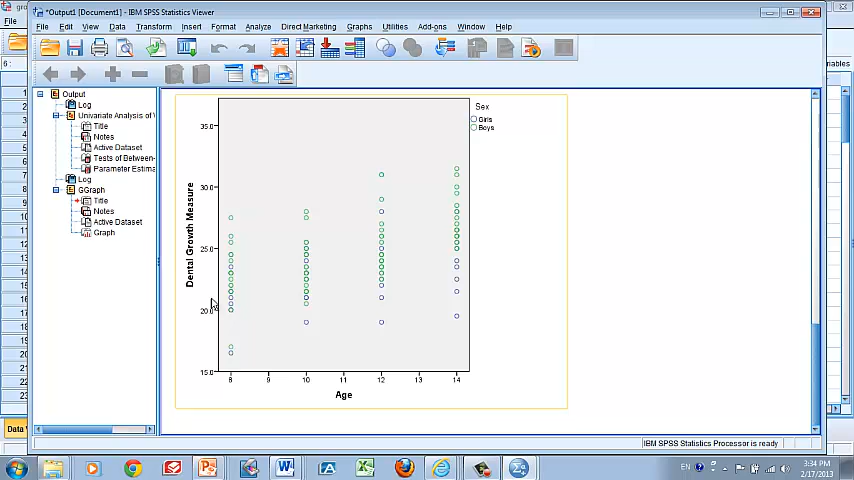 *Output1 [Document1] - IBM SPSS Statistics Viewer
File Edit View Data Transform Insert Format Analyze Direct Marketing Graphs Utilities Add-ons Window Help
Output
Log
Univariate Analysis of V
Title
Notes
Active Dataset
Tests of Between-
Parameter Estima
Log
GGraph
Title
Notes
Active Dataset
Graph
Sex
Girls
Boys
35.0
30.0
25.0
20.0
15.0
Dental Growth Measure
8 9 10 11 12 13 14
Age
IBM SPSS Statistics Processor is ready
File
6 :
Data V
EN
3:34 PM
2/17/2013